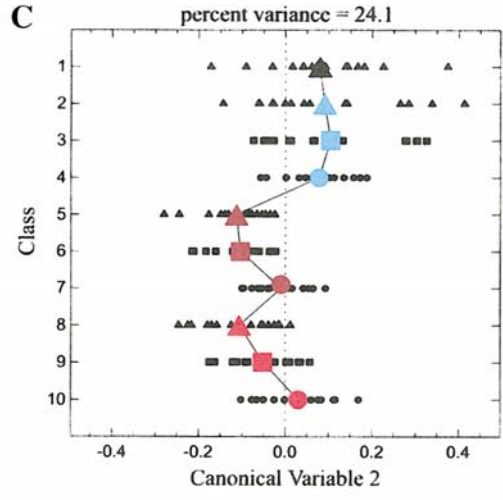 C
percent variance = 24.1
1
2
3
4
5
6
7
8
9
10
Class
-0.4 -0.2 0.0 0.2 0.4
Canonical Variable 2